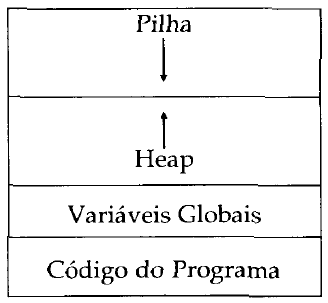 Pilha
Heap
Variáveis Globais
Código do Programa